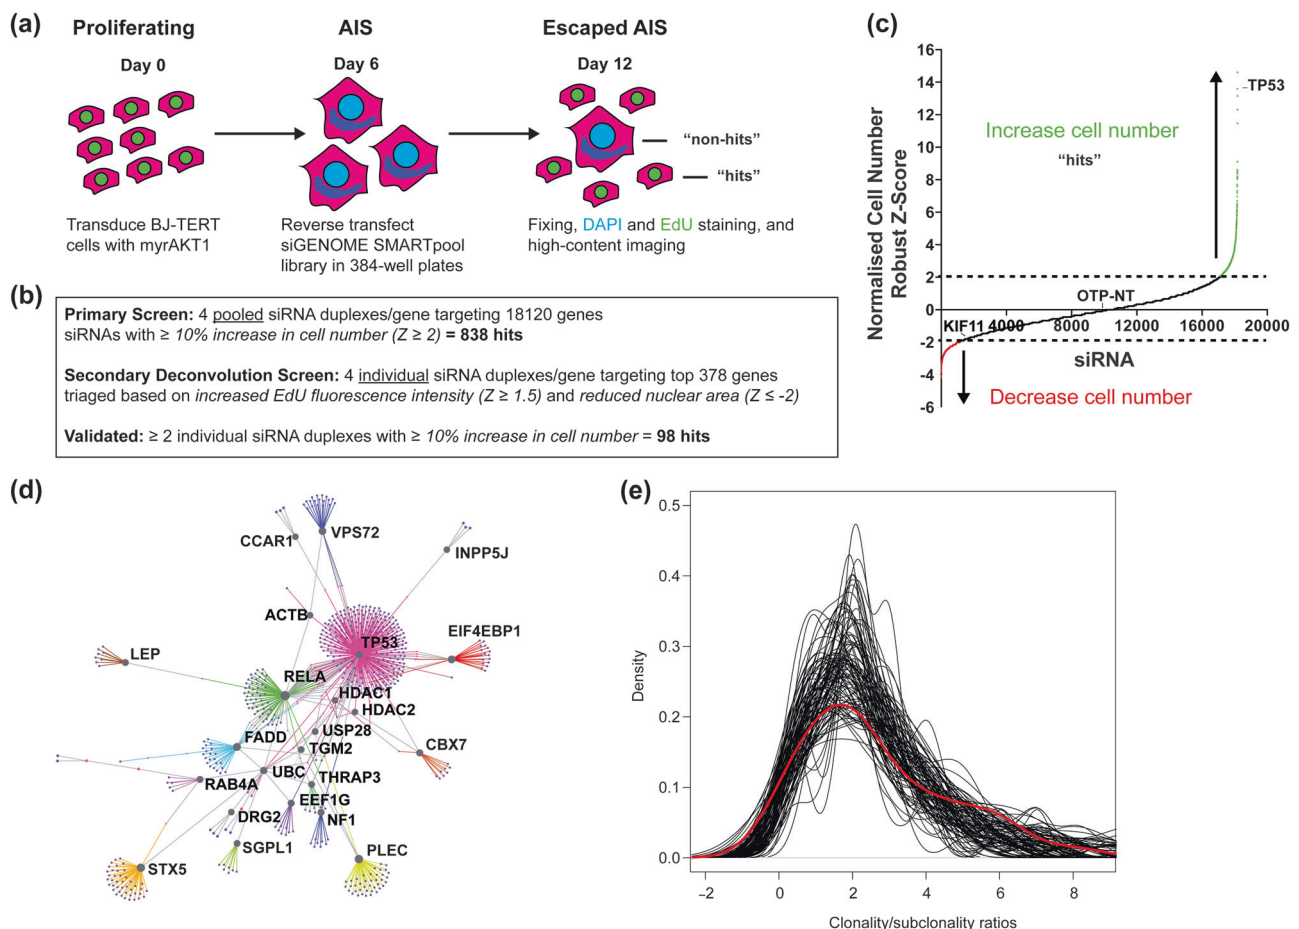 (a)
Proliferating
AIS
Escaped AIS
Day 0
Day 6
Day 12
“non-hits”
“hits”
Transduce BJ-TERT
cells with myrAKT1
Reverse transfect
siGENOME SMARTpool
library in 384-well plates
Fixing, DAPI and EdU staining, and
high-content imaging
(b)
Primary Screen: 4 pooled siRNA duplexes/gene targeting 18120 genes
siRNAs with ≥ 10% increase in cell number (Z ≥ 2) = 838 hits
Secondary Deconvolution Screen: 4 individual siRNA duplexes/gene targeting top 378 genes
triaged based on increased EdU fluorescence intensity (Z ≥ 1.5) and reduced nuclear area (Z ≤ -2)
Validated: ≥ 2 individual siRNA duplexes with ≥ 10% increase in cell number = 98 hits
(c)
Normalised Cell Number
Robust Z-Score
16
14
12
10
8
6
4
2
0
-2
-4
-6
TP53
Increase cell number
“hits”
OTP-NT
KIF11
4000
8000
12000
16000
20000
siRNA
Decrease cell number
(d)
VPS72
CCAR1
INPP5J
ACTB
TP53
EIF4EBP1
LEP
RELA
HDAC1
HDAC2
USP28
FADD
TGM2
CBX7
UBC
RAB4A
THRAP3
EEF1G
DRG2
NF1
SGPL1
PLEC
STX5
(e)
Density
0.5
0.4
0.3
0.2
0.1
0.0
−2
0
2
4
6
8
Clonality/subclonality ratios